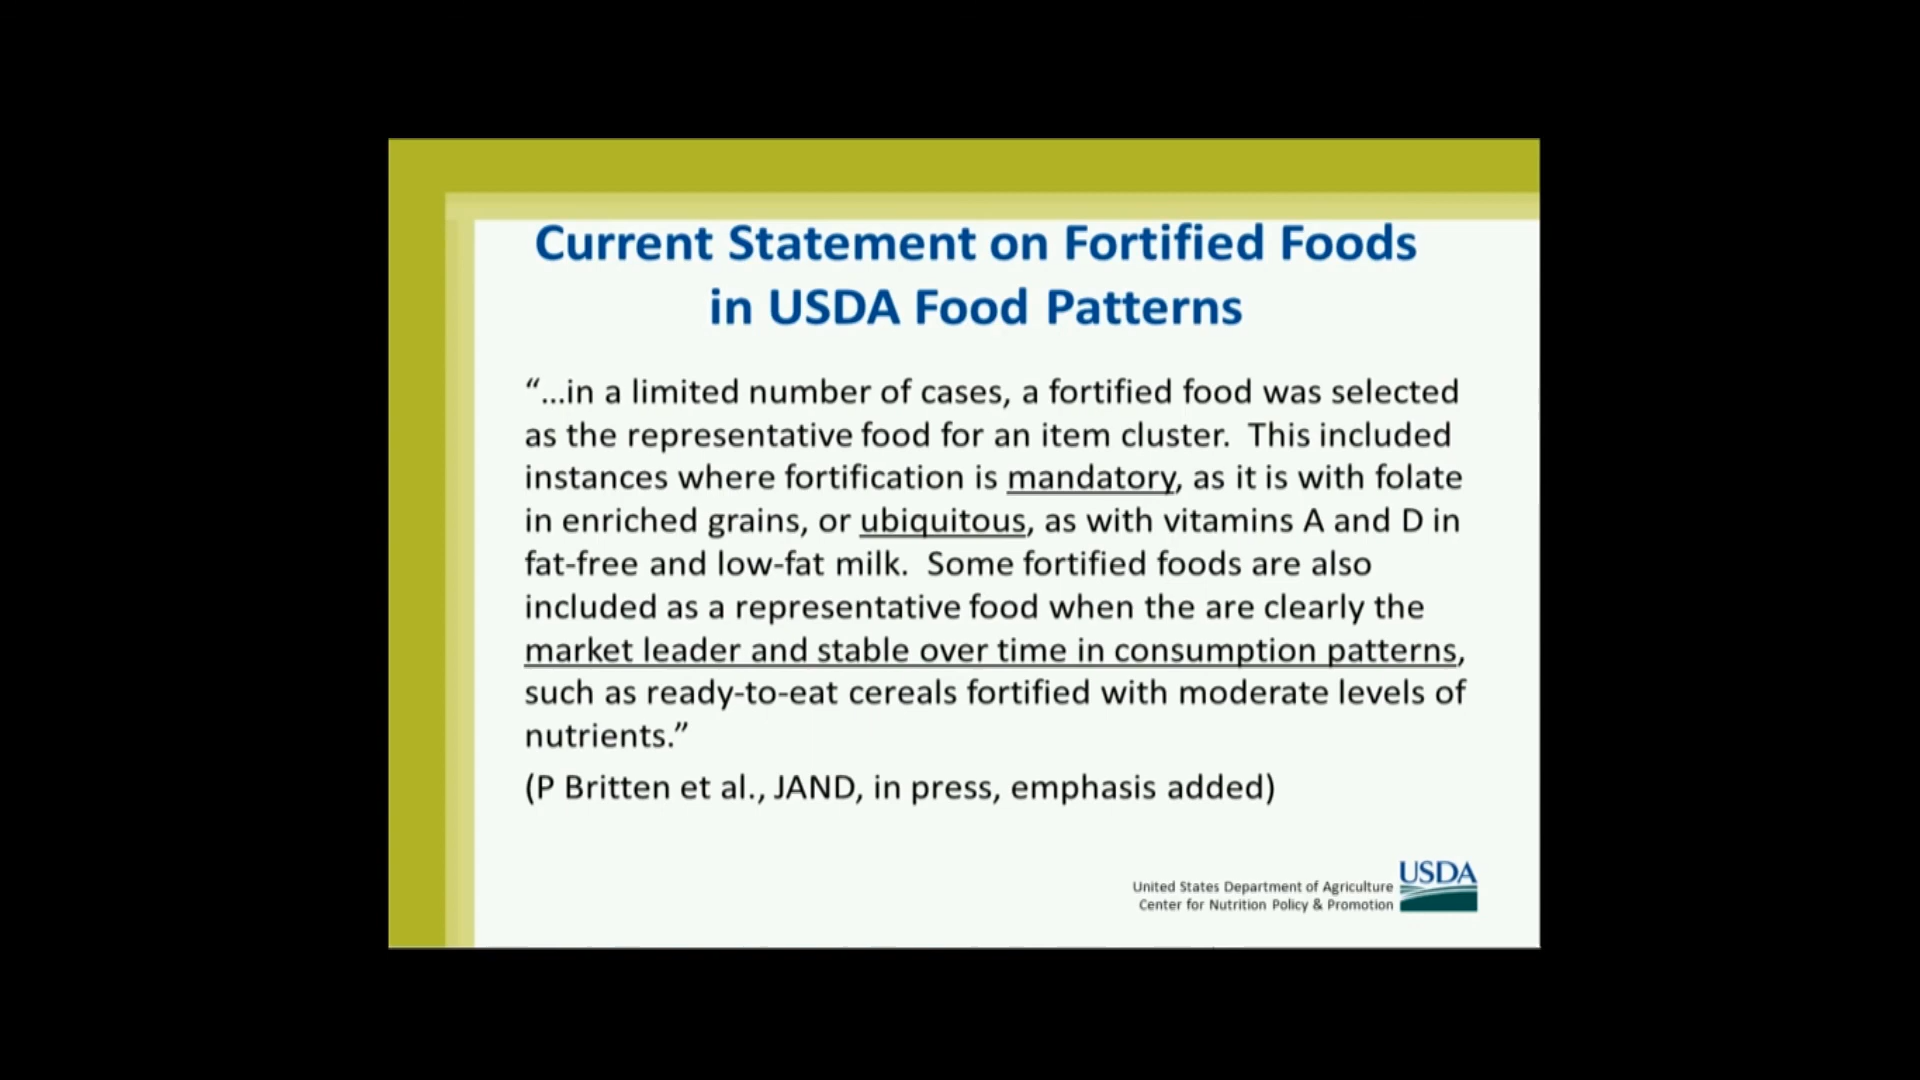 Current Statement on Fortified Foods
in USDA Food Patterns
“...in a limited number of cases, a fortified food was selected
as the representative food for an item cluster.  This included
instances where fortification is mandatory, as it is with folate
in enriched grains, or ubiquitous, as with vitamins A and D in
fat-free and low-fat milk.  Some fortified foods are also
included as a representative food when the are clearly the
market leader and stable over time in consumption patterns,
such as ready-to-eat cereals fortified with moderate levels of
nutrients.”
(P Britten et al., JAND, in press, emphasis added)
United States Department of Agriculture
Center for Nutrition Policy & Promotion
USDA